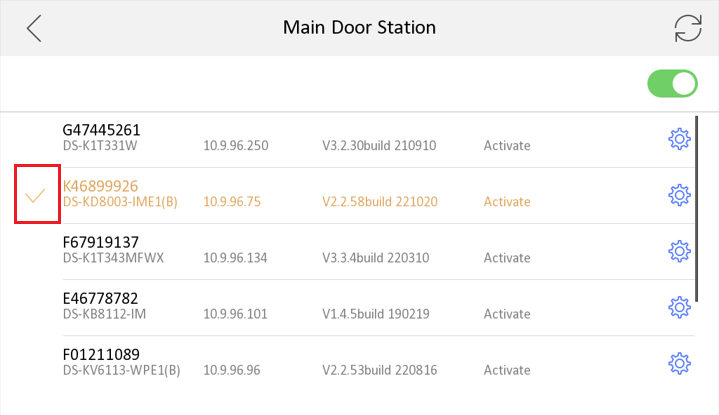 Main Door Station
G47445261
DS-K1T331W 10.9.96.250 V3.2.30build 210910 Activate
K46899926
DS-KD8003-IME1(B) 10.9.96.75 V2.2.58build 221020 Activate
F67919137
DS-K1T343MFWX 10.9.96.134 V3.3.4build 220310 Activate
E46778782
DS-KB8112-IM 10.9.96.101 V1.4.5build 190219 Activate
F01211089
DS-KV6113-WPE1(B) 10.9.96.96 V2.2.53build 220816 Activate